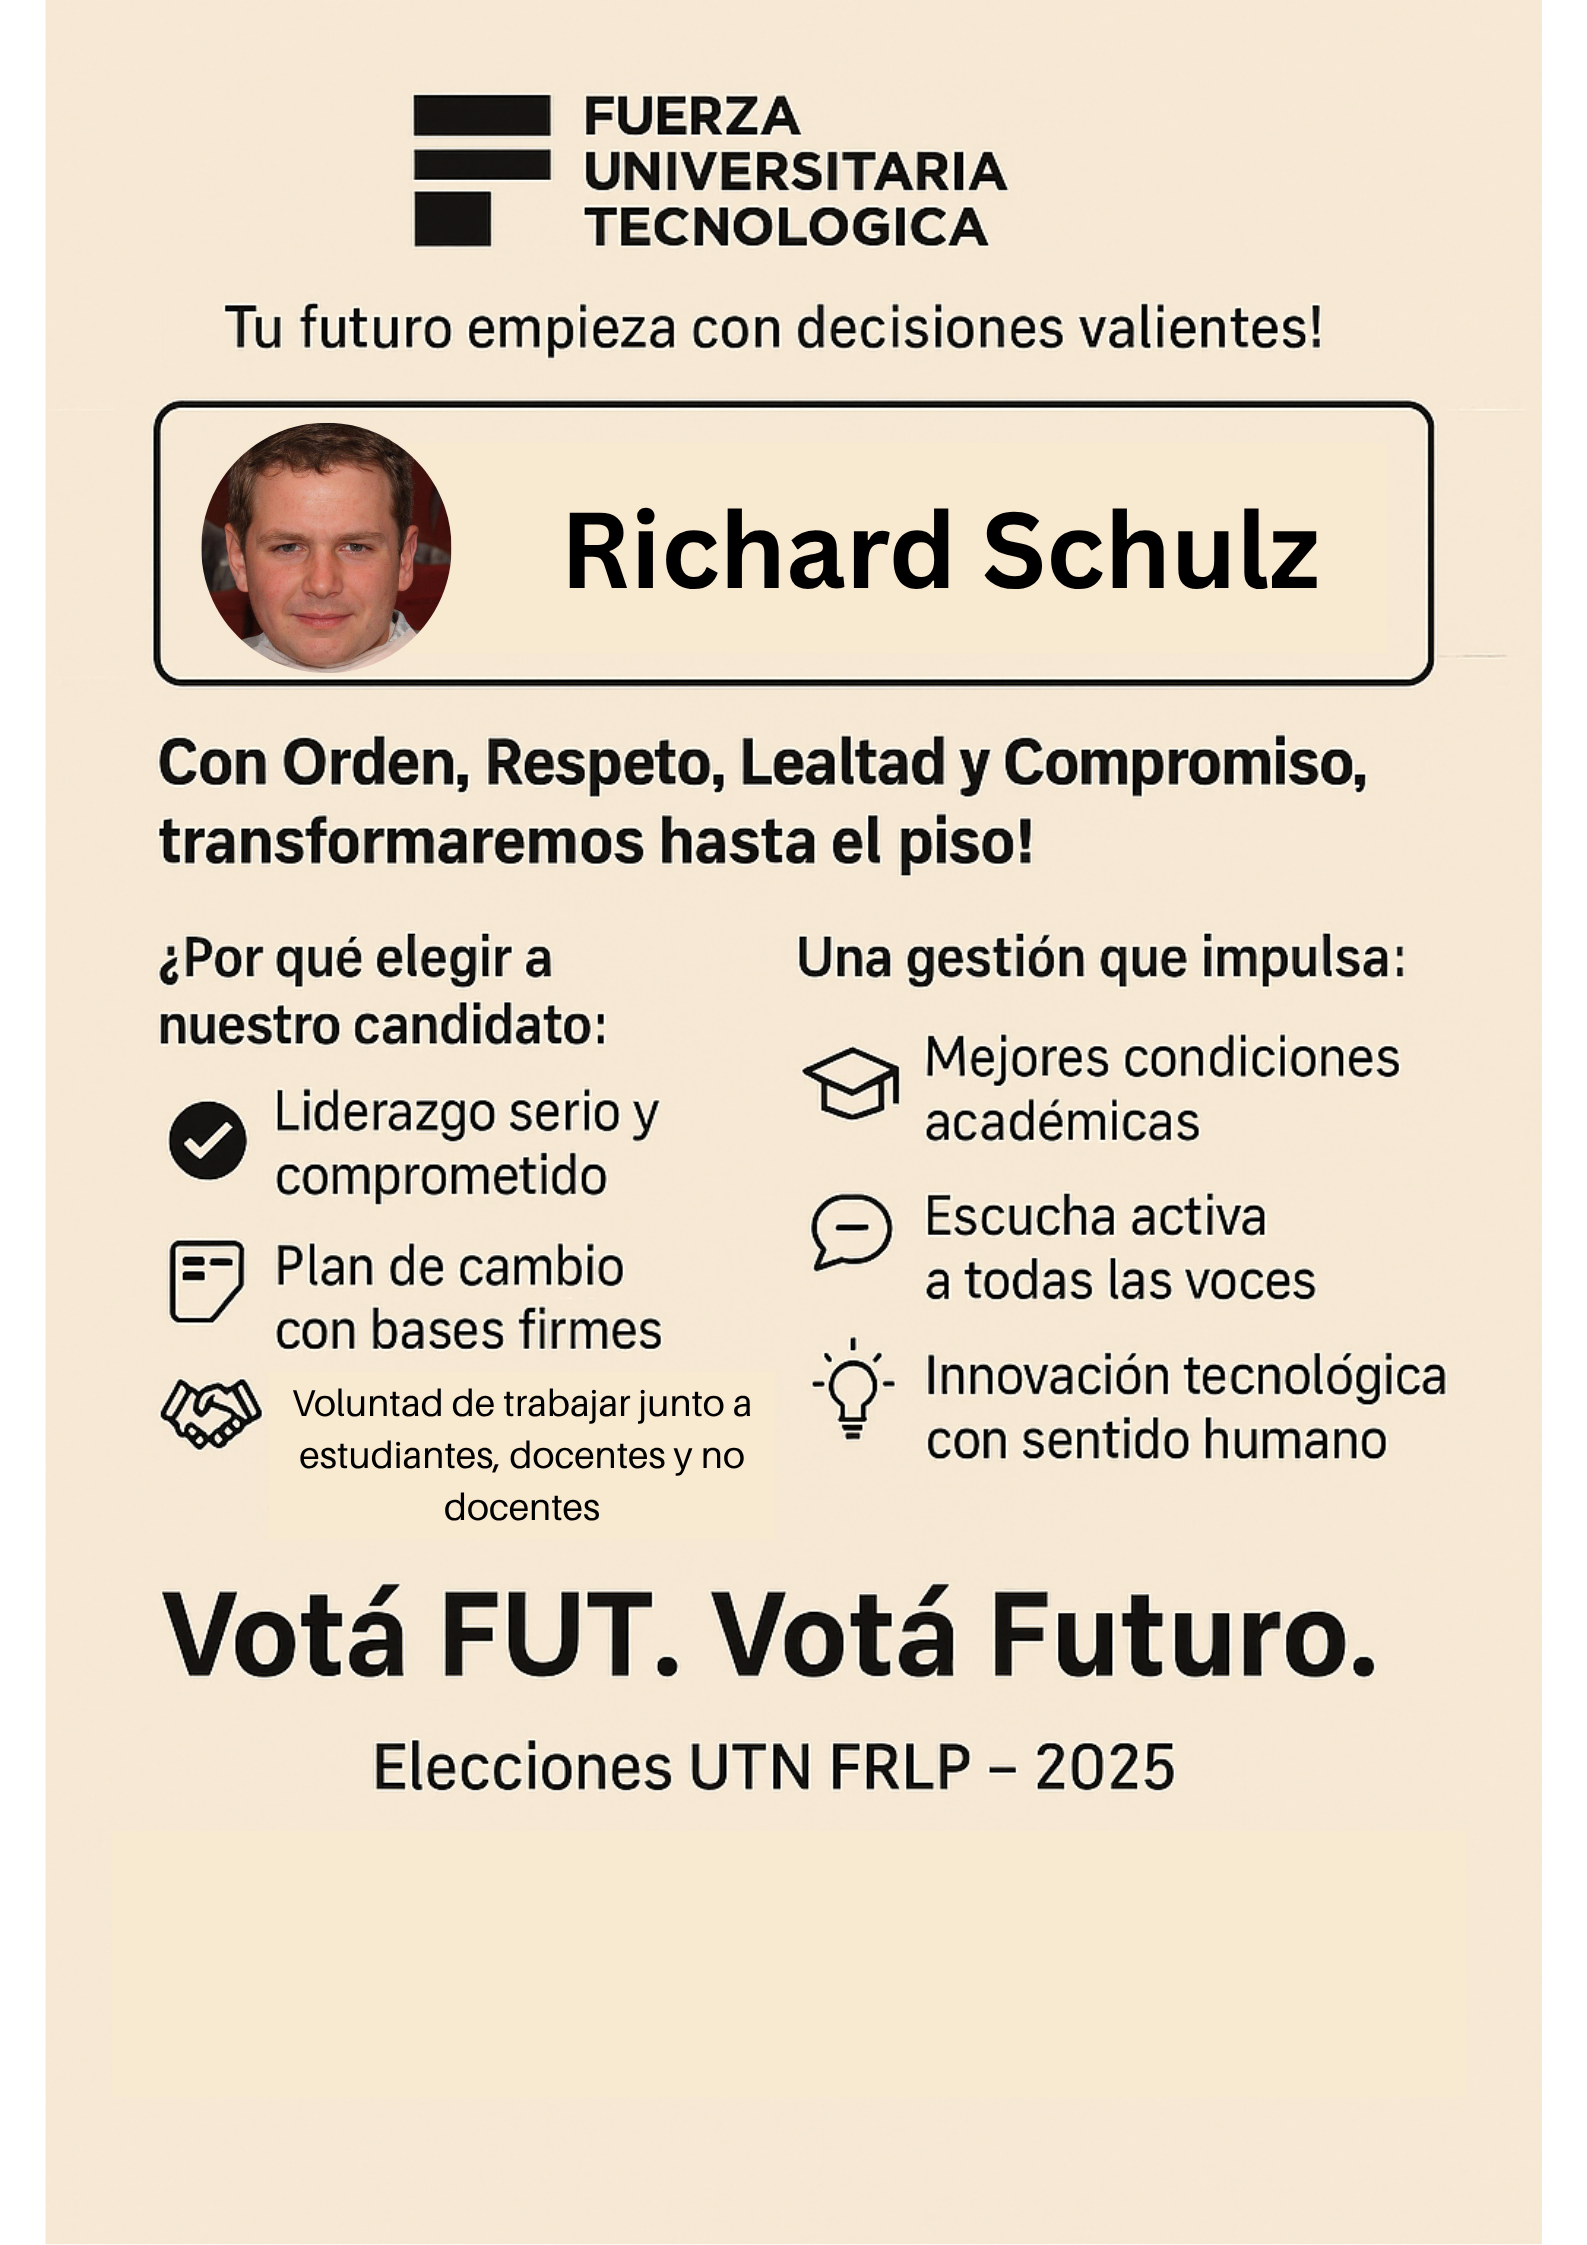 FUERZA
UNIVERSITARIA
TECNOLOGICA
Tu futuro empieza con decisiones valientes!
Richard Schulz
Con Orden, Respeto, Lealtad y Compromiso,
transformaremos hasta el piso!
¿Por qué elegir a
nuestro candidato:
Liderazgo serio y
comprometido
Plan de cambio
con bases firmes
Voluntad de trabajar junto a
estudiantes, docentes y no
docentes
Una gestión que impulsa:
Mejores condiciones
académicas
Escucha activa
a todas las voces
Innovación tecnológica
con sentido humano
Votá FUT. Votá Futuro.
Elecciones UTN FRLP – 2025